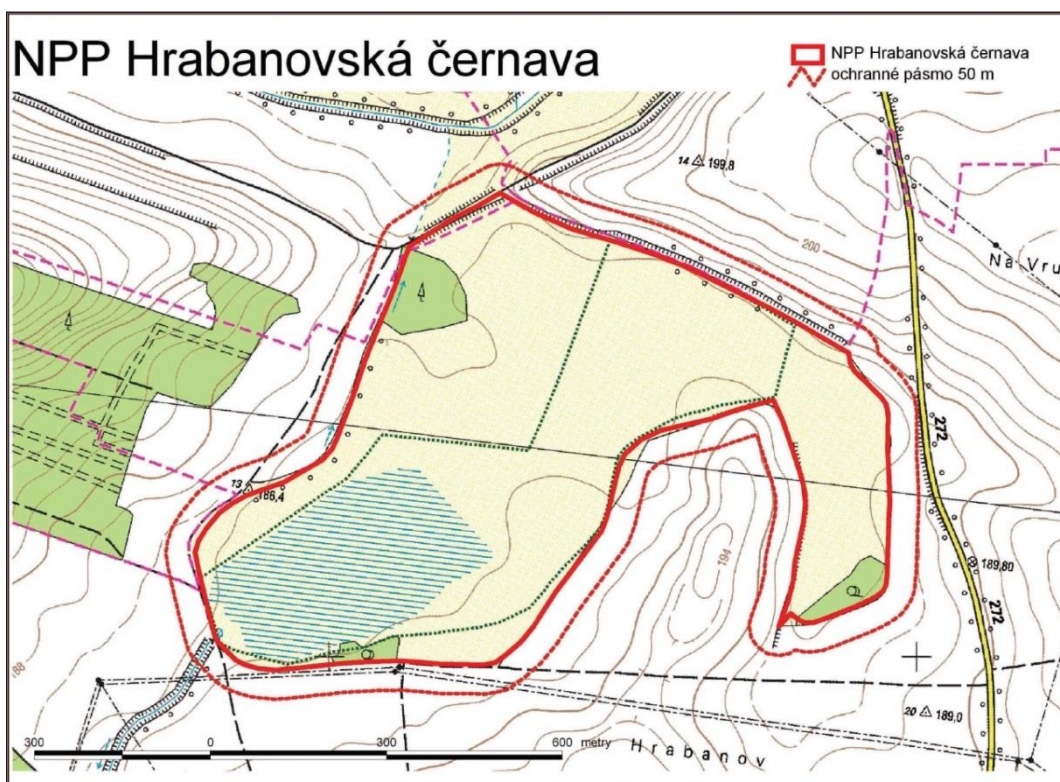 NPP Hrabanovská černava
NPP Hrabanovská černava
ochranné pásmo 50 m
14 199,8
200
Na Vru
272
13 186,4
194
189,80
272
188
20 189,0
300 0 300 600 metry
Hrabanov